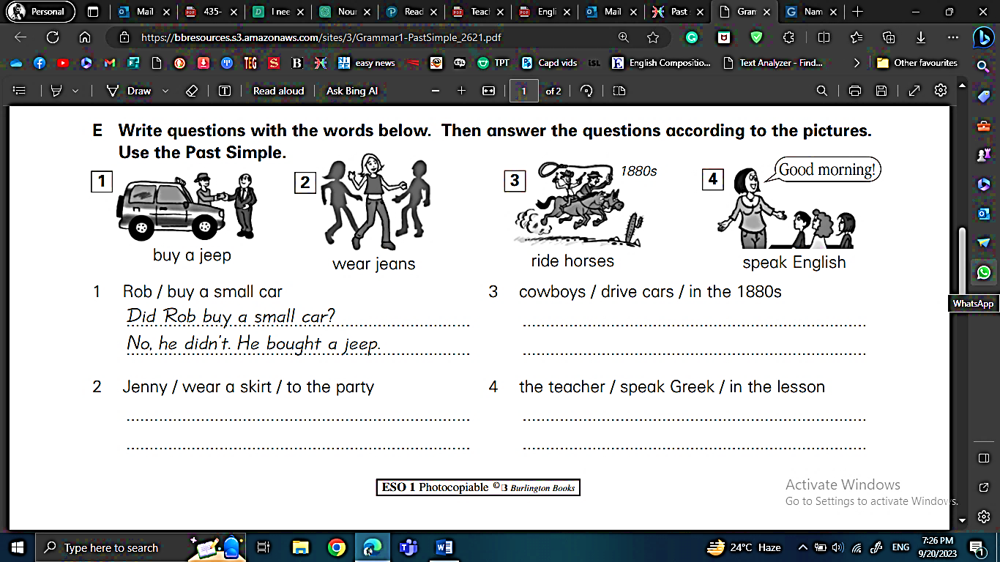 Personal
Mail
435-
I nee
Nour
Read
Teacl
Engli
Mail
Past
Gran
Nam
https://bbresources.s3.amazonaws.com/sites/3/Grammar1-PastSimple_2621.pdf
TEG
S
B
easy news
TPT
Capd vids
iSL
English Compositio...
Text Analyzer - Find...
Other favourites
Draw
Read aloud
Ask Bing AI
1 of 2
E Write questions with the words below. Then answer the questions according to the pictures.
Use the Past Simple.
1
2
3
1880s
4
Good morning!
buy a jeep
wear jeans
ride horses
speak English
1 Rob / buy a small car
Did Rob buy a small car?
No, he didn't. He bought a jeep.
2 Jenny / wear a skirt / to the party
3 cowboys / drive cars / in the 1880s
4 the teacher / speak Greek / in the lesson
WhatsApp
ESO 1 Photocopiable © B Burlington Books
Activate Windows
Go to Settings to activate Windows.
Type here to search
24°C Haze
ENG
7:26 PM
9/20/2023
1